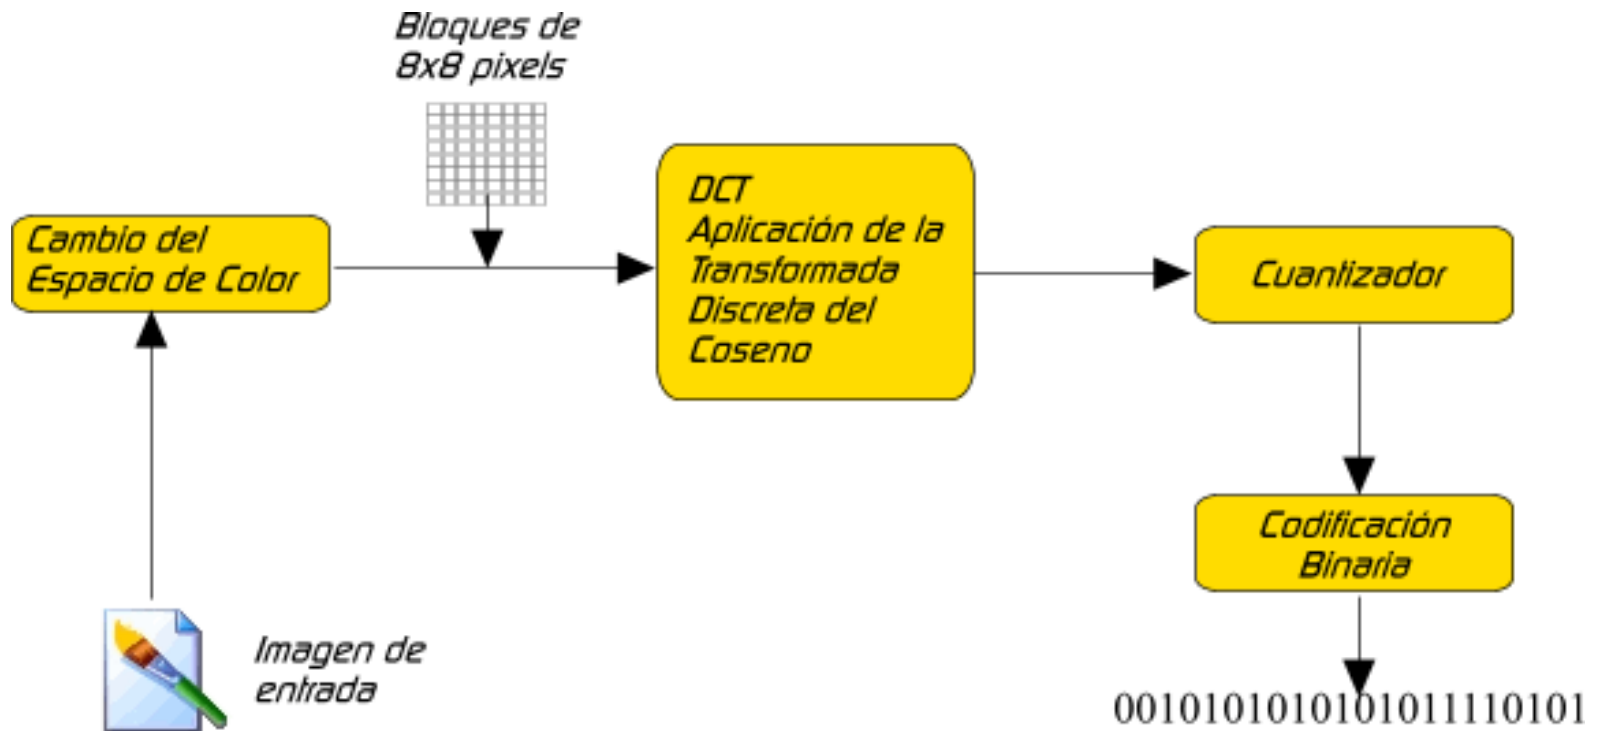 Bloques de
8x8 pixels
Cambio del
Espacio de Color
DCT
Aplicación de la
Transformada
Discreta del
Coseno
Cuantizador
Codificación
Binaria
Imagen de
entrada
0010101010101011110101